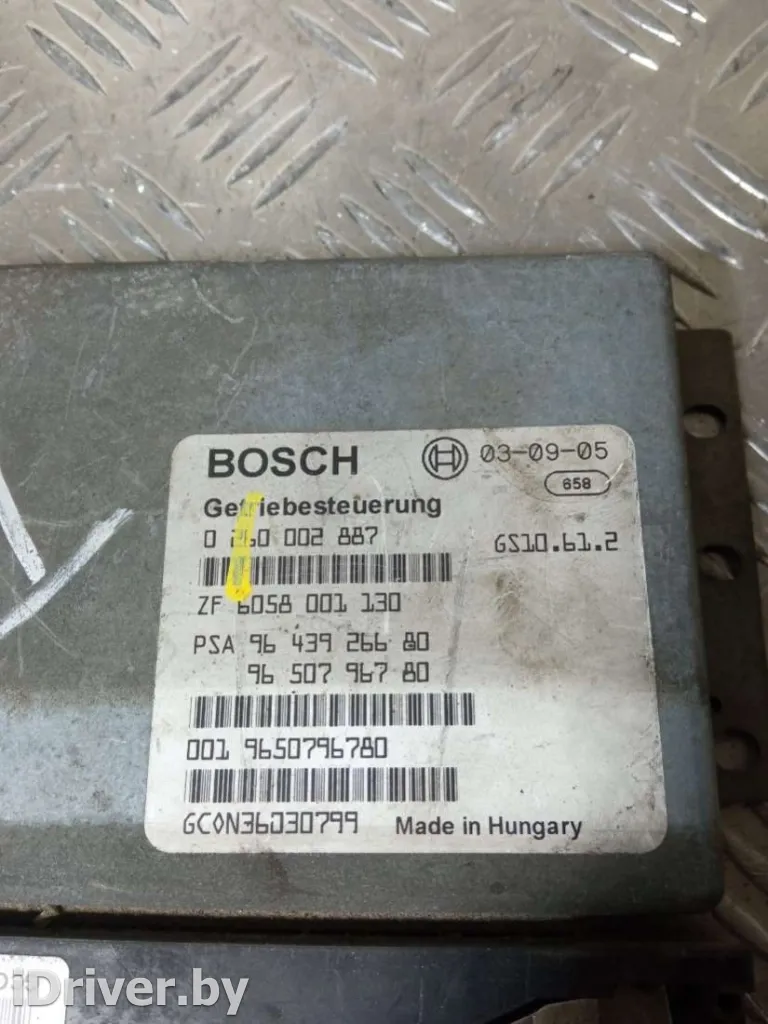 BOSCH 03-09-05
658
Getriebesteuerung
0 260 002 887 GS10.61.2
ZF 6058 001 130
PSA 96 439 266 80
96 507 967 80
001 9650796780
GC0N36030799 Made in Hungary
iDriver.by